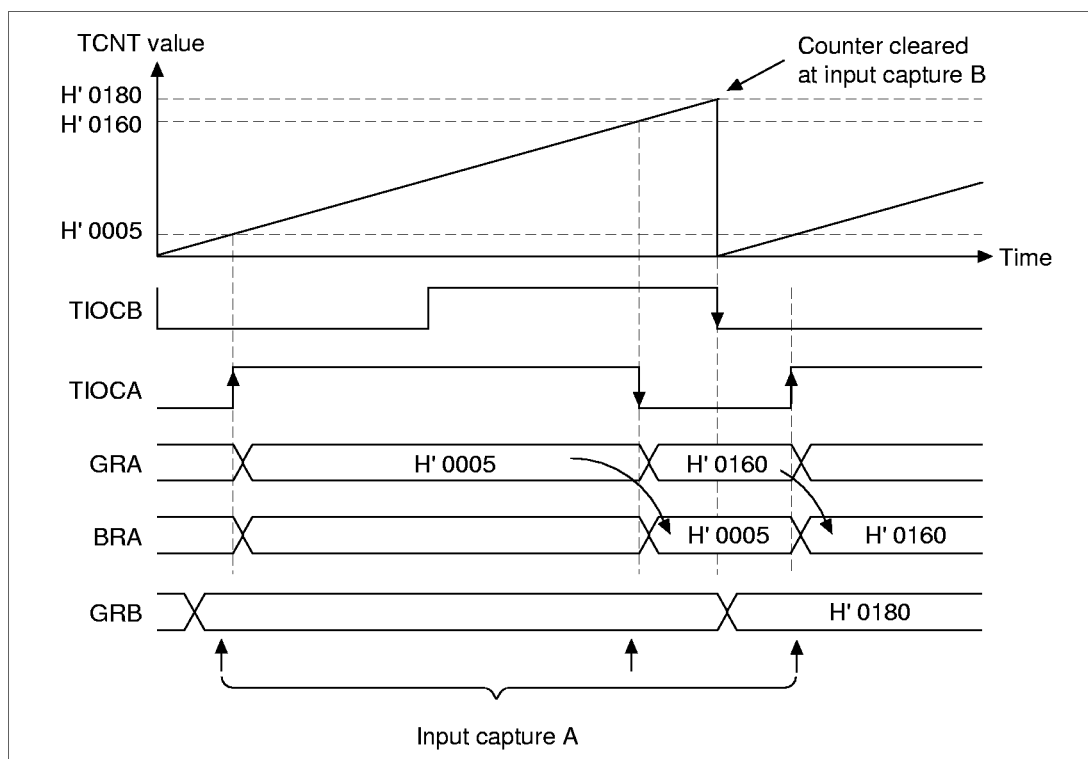 TCNT value
Counter cleared
at input capture B
H' 0180
H' 0160
H' 0005
Time
TIOCB
TIOCA
GRA
H' 0005
H' 0160
BRA
H' 0005
H' 0160
GRB
H' 0180
Input capture A